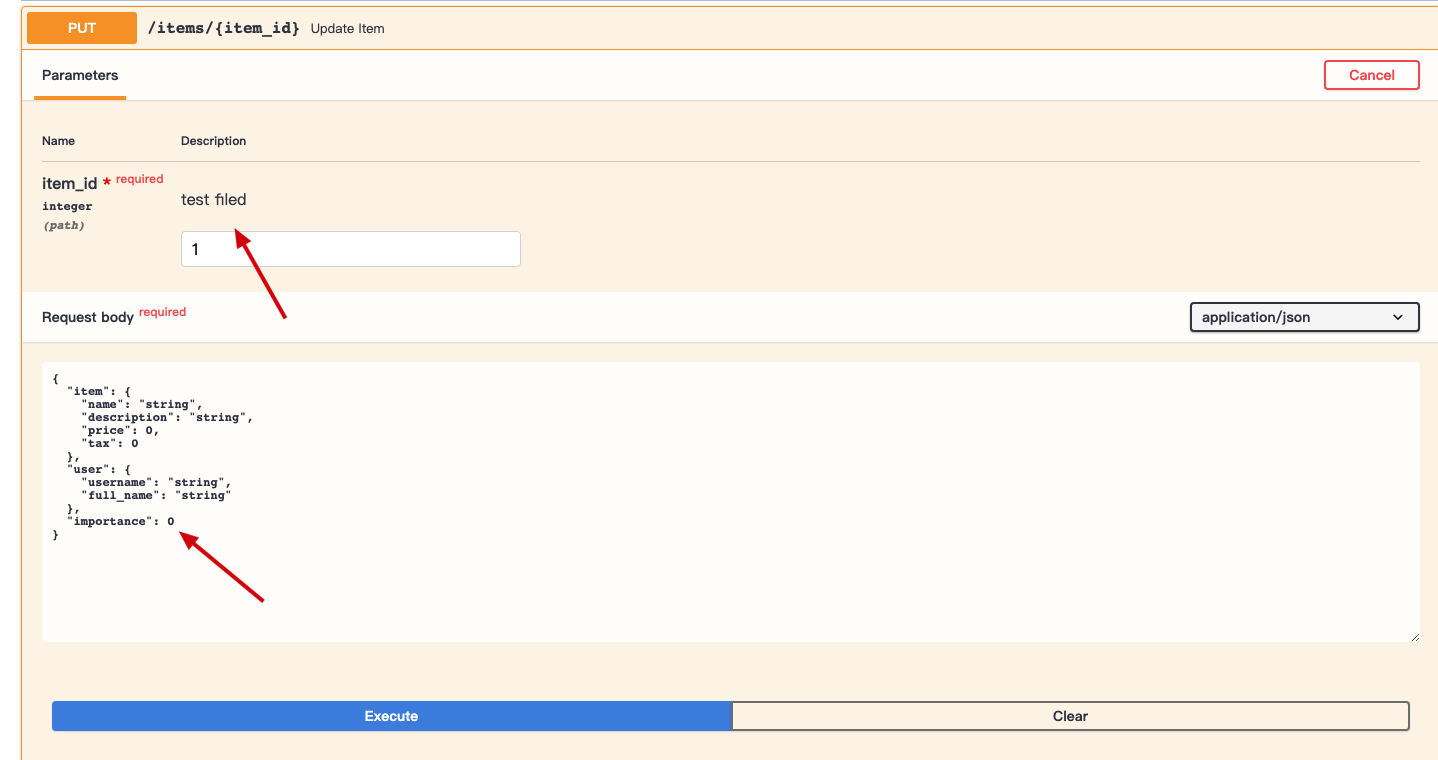 PUT /items/{item_id} Update Item
Parameters Cancel
Name Description
item_id * required
integer
(path)
test filed
1
Request body required application/json
{
  "item": {
    "name": "string",
    "description": "string",
    "price": 0,
    "tax": 0
  },
  "user": {
    "username": "string",
    "full_name": "string"
  },
  "importance": 0
}
Execute Clear